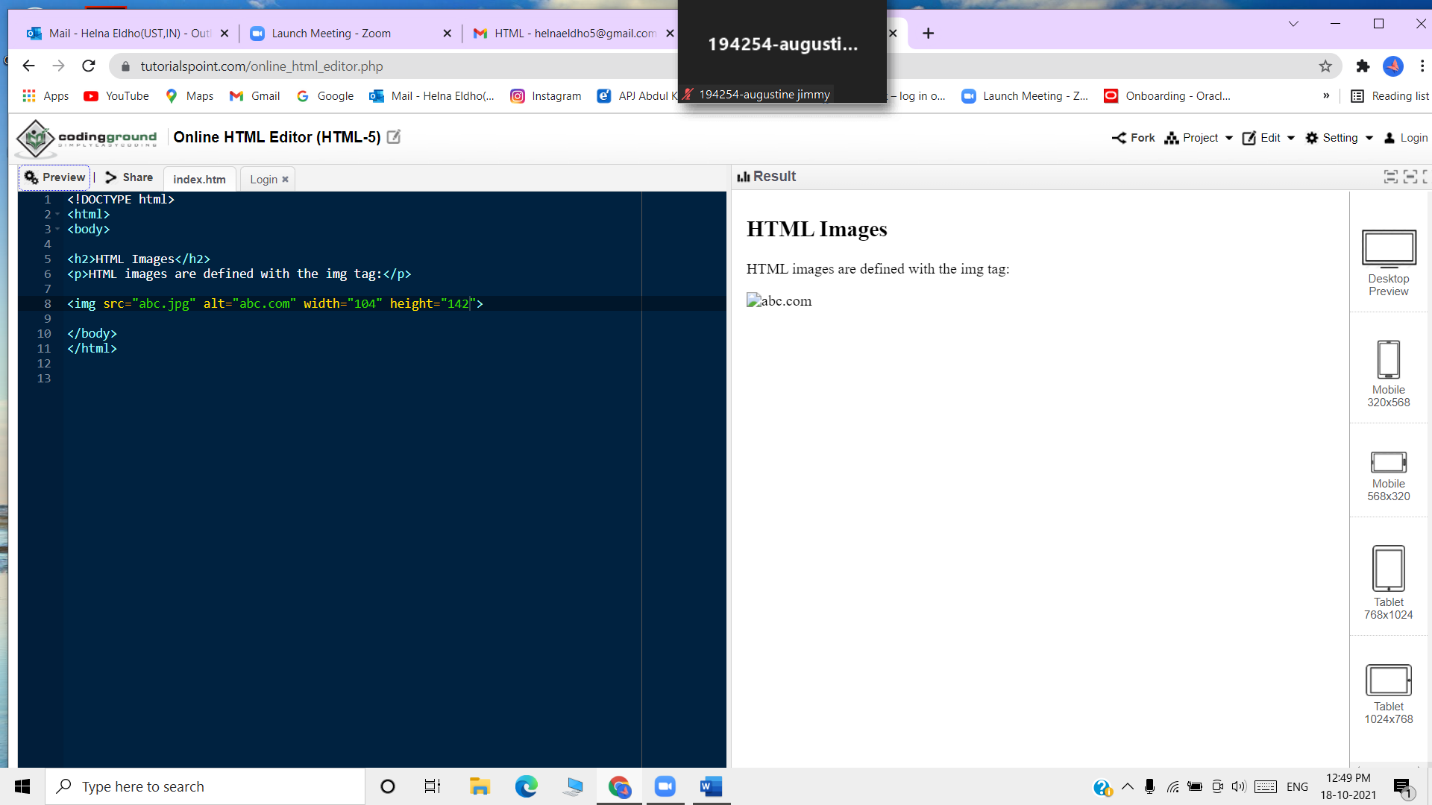 Mail - Helna Eldho(UST,IN) - Out
Launch Meeting - Zoom
HTML - helnaeldho5@gmail.com
194254-augusti...
194254-augustine jimmy
tutorialspoint.com/online_html_editor.php
Apps
YouTube
Maps
Gmail
Google
Mail - Helna Eldho(...
Instagram
APJ Abdul K
– log in o...
Launch Meeting - Z...
Onboarding - Oracl...
»
Reading list
codingground
SIMPLYEASYCODING
Online HTML Editor (HTML-5)
Fork
Project
Edit
Setting
Login
Preview
Share
index.htm
Login
Result
1 <!DOCTYPE html>
2 <html>
3 <body>
4
5 <h2>HTML Images</h2>
6 <p>HTML images are defined with the img tag:</p>
7
8 <img src="abc.jpg" alt="abc.com" width="104" height="142">
9
10 </body>
11 </html>
12
13
HTML Images
HTML images are defined with the img tag:
abc.com
Desktop
Preview
Mobile
320x568
Mobile
568x320
Tablet
768x1024
Tablet
1024x768
Type here to search
ENG
12:49 PM
18-10-2021
1